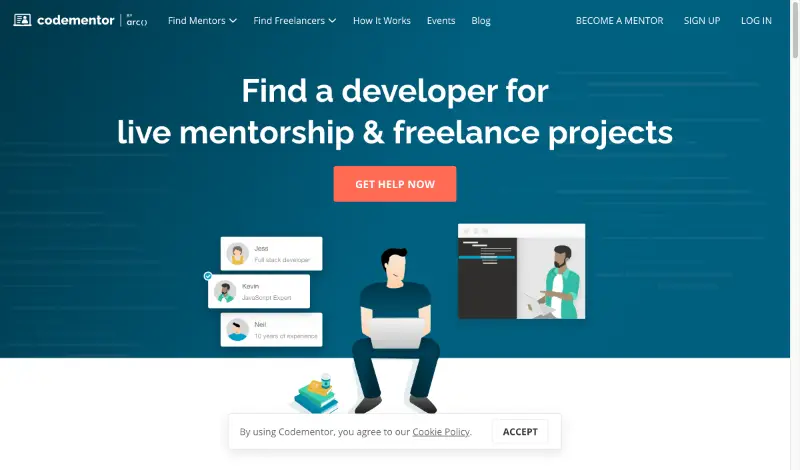 codementor BY arc() Find Mentors Find Freelancers How It Works Events Blog BECOME A MENTOR SIGN UP LOG IN
Find a developer for
live mentorship & freelance projects
GET HELP NOW
Jess
Full stack developer
Kevin
JavaScript Expert
Neil
10 years of experience
By using Codementor, you agree to our Cookie Policy. ACCEPT